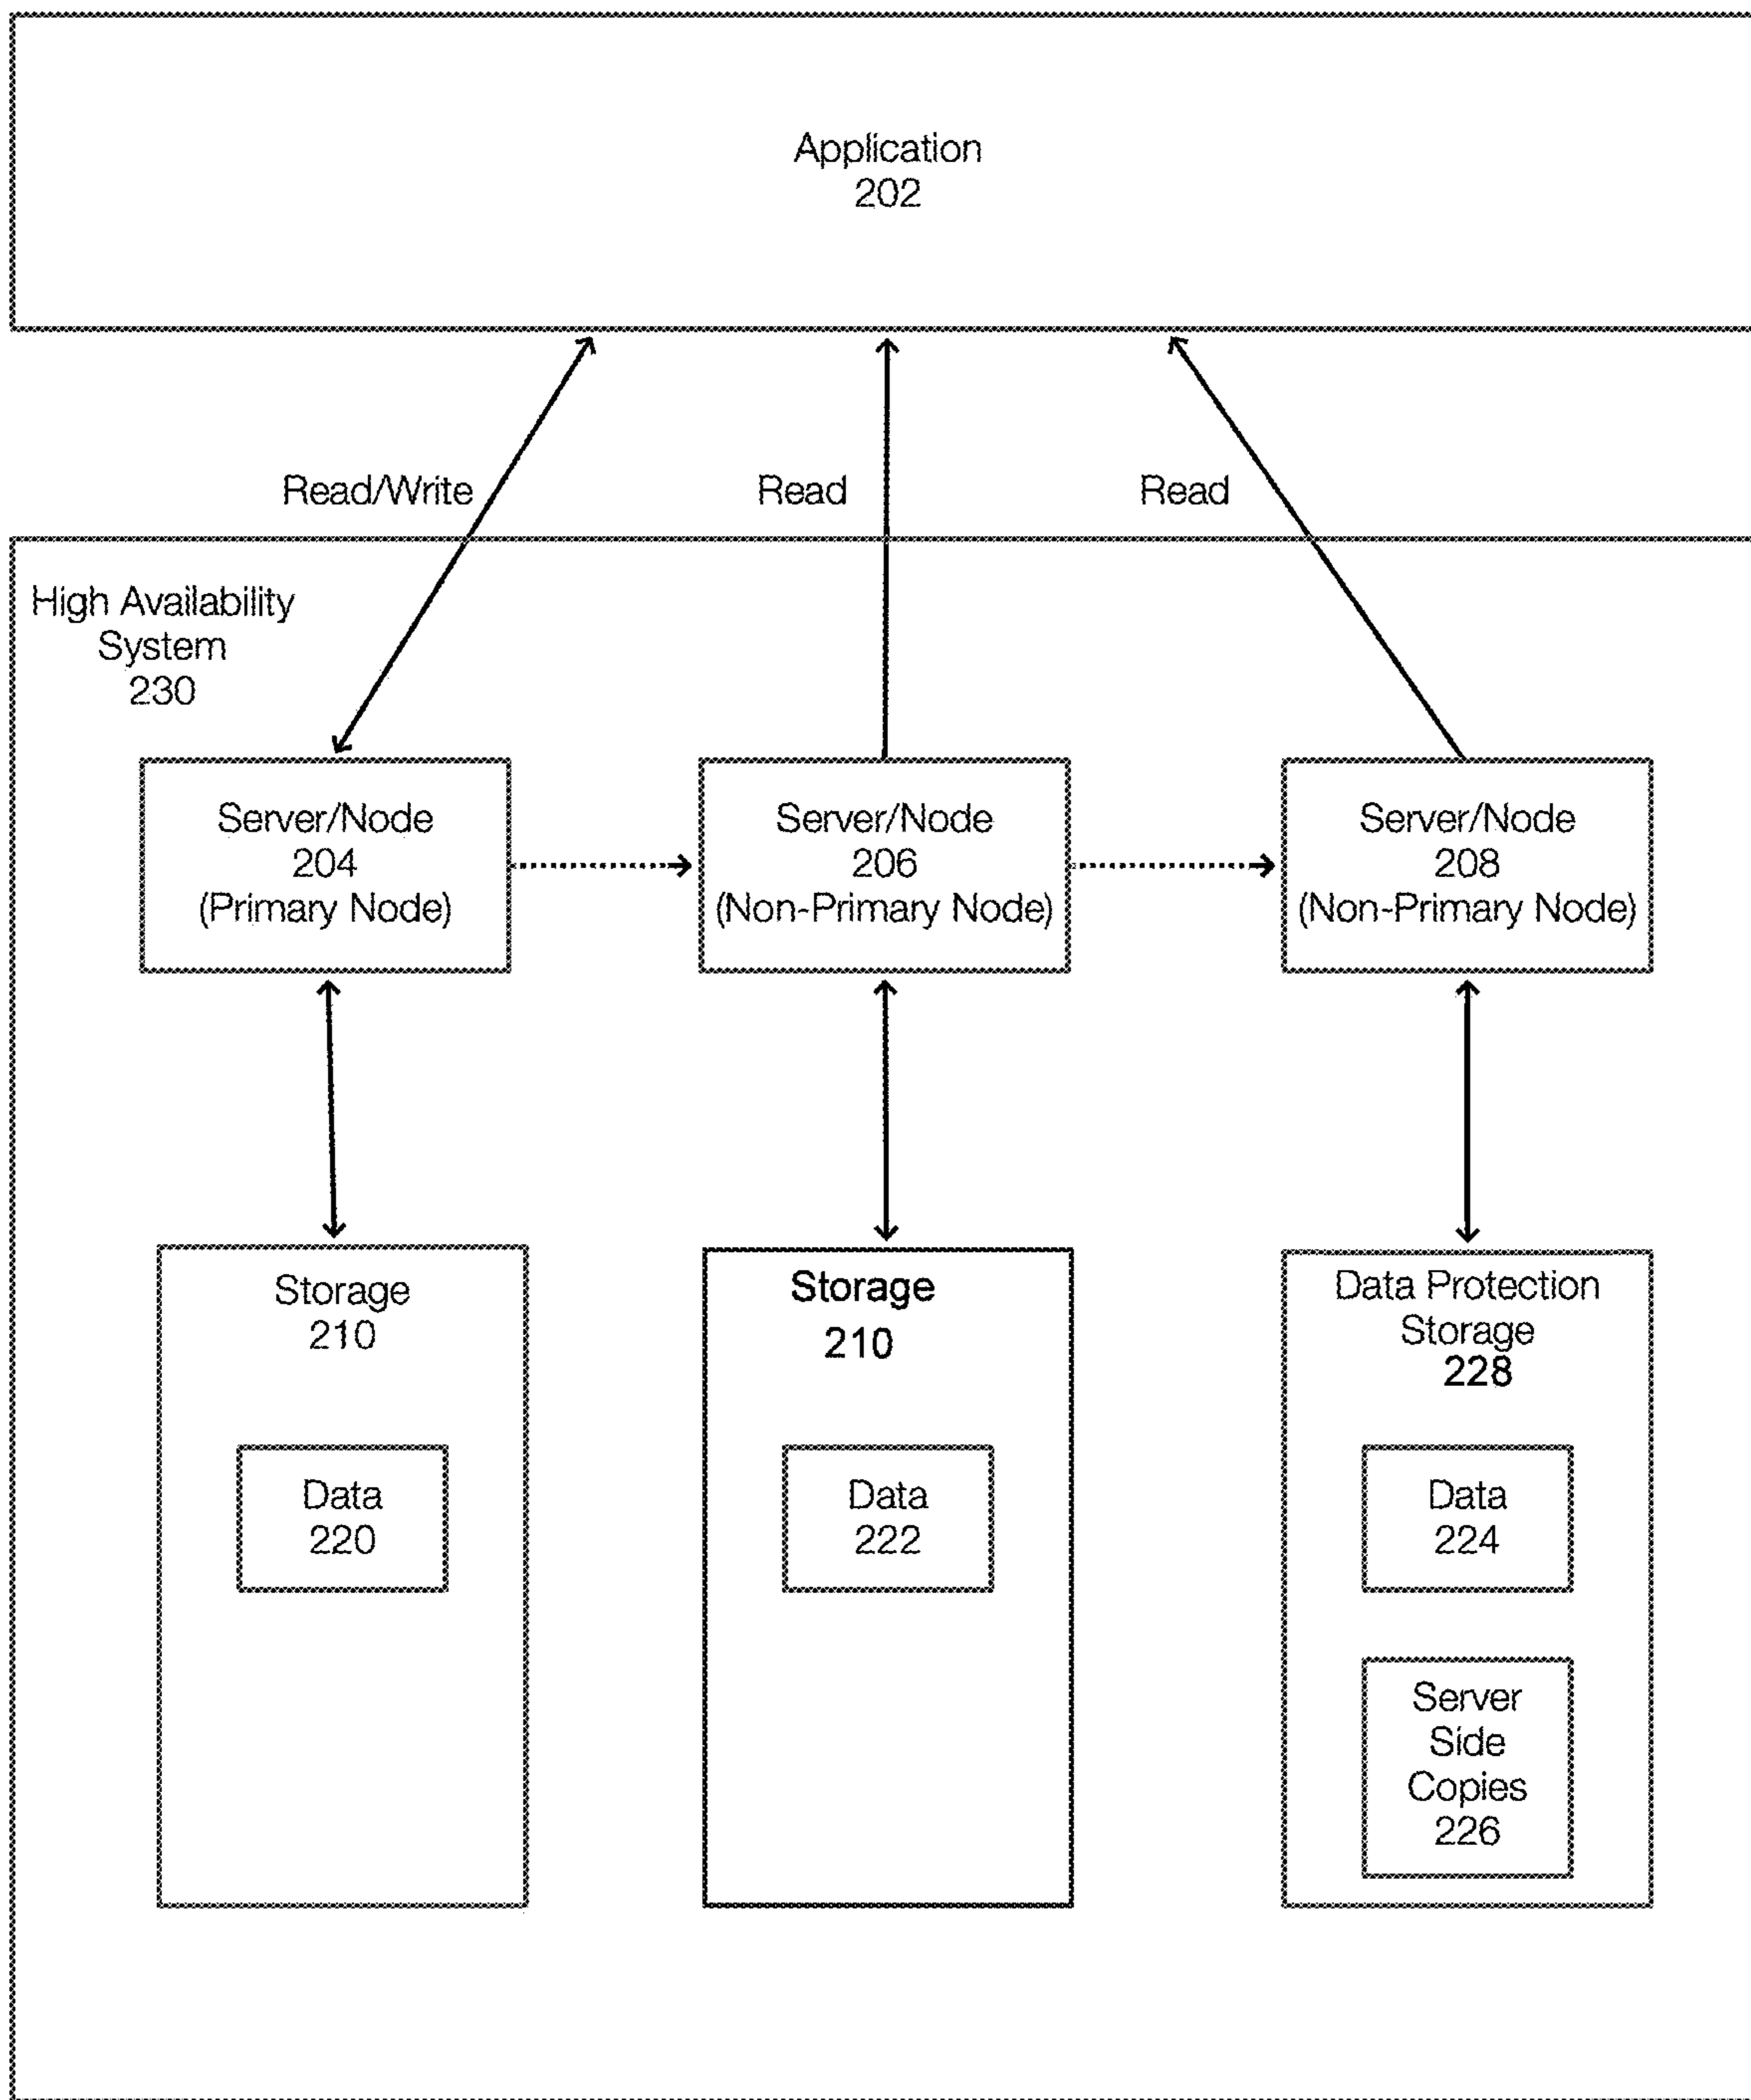 Application
202
Read/Write
Read
Read
High Availability
System
230
Server/Node
204
(Primary Node)
Server/Node
206
(Non-Primary Node)
Server/Node
208
(Non-Primary Node)
Storage
210
Storage
210
Data Protection
Storage
228
Data
220
Data
222
Data
224
Server
Side
Copies
226